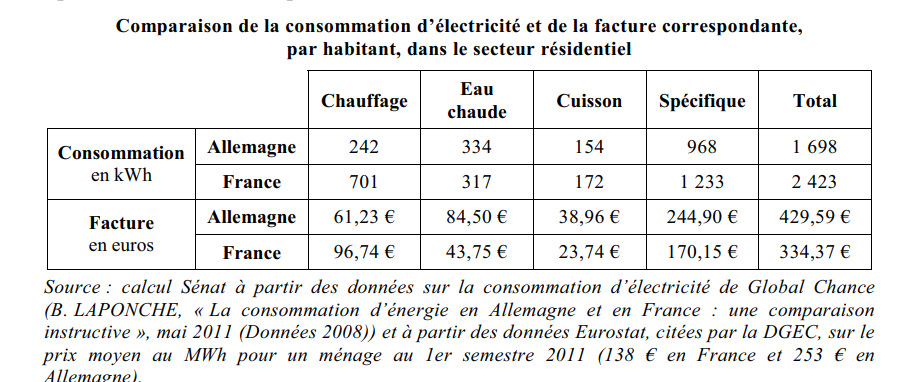 Comparaison de la consommation d’électricité et de la facture correspondante,
par habitant, dans le secteur résidentiel
Chauffage Eau chaude Cuisson Spécifique Total
Consommation en kWh Allemagne 242 334 154 968 1 698
France 701 317 172 1 233 2 423
Facture en euros Allemagne 61,23 € 84,50 € 38,96 € 244,90 € 429,59 €
France 96,74 € 43,75 € 23,74 € 170,15 € 334,37 €
Source : calcul Sénat à partir des données sur la consommation d’électricité de Global Chance
(B. LAPONCHE, « La consommation d’énergie en Allemagne et en France : une comparaison
instructive », mai 2011 (Données 2008)) et à partir des données Eurostat, citées par la DGEC, sur le
prix moyen au MWh pour un ménage au 1er semestre 2011 (138 € en France et 253 € en
Allemagne).